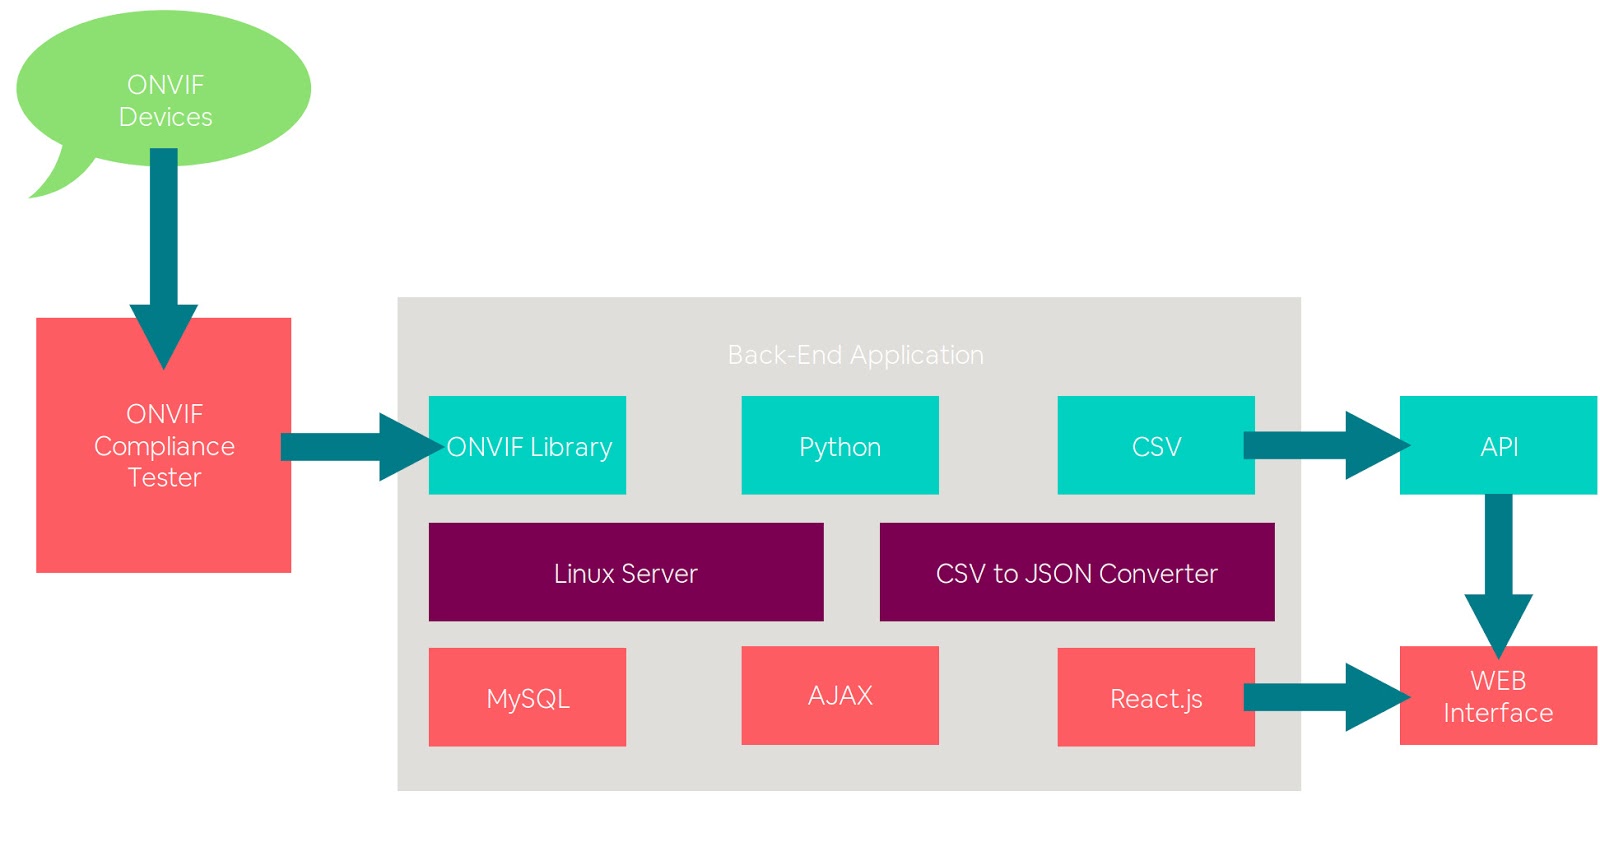 ONVIF
Devices
ONVIF
Compliance
Tester
Back-End Application
ONVIF Library
Python
CSV
API
Linux Server
CSV to JSON Converter
MySQL
AJAX
React.js
WEB
Interface